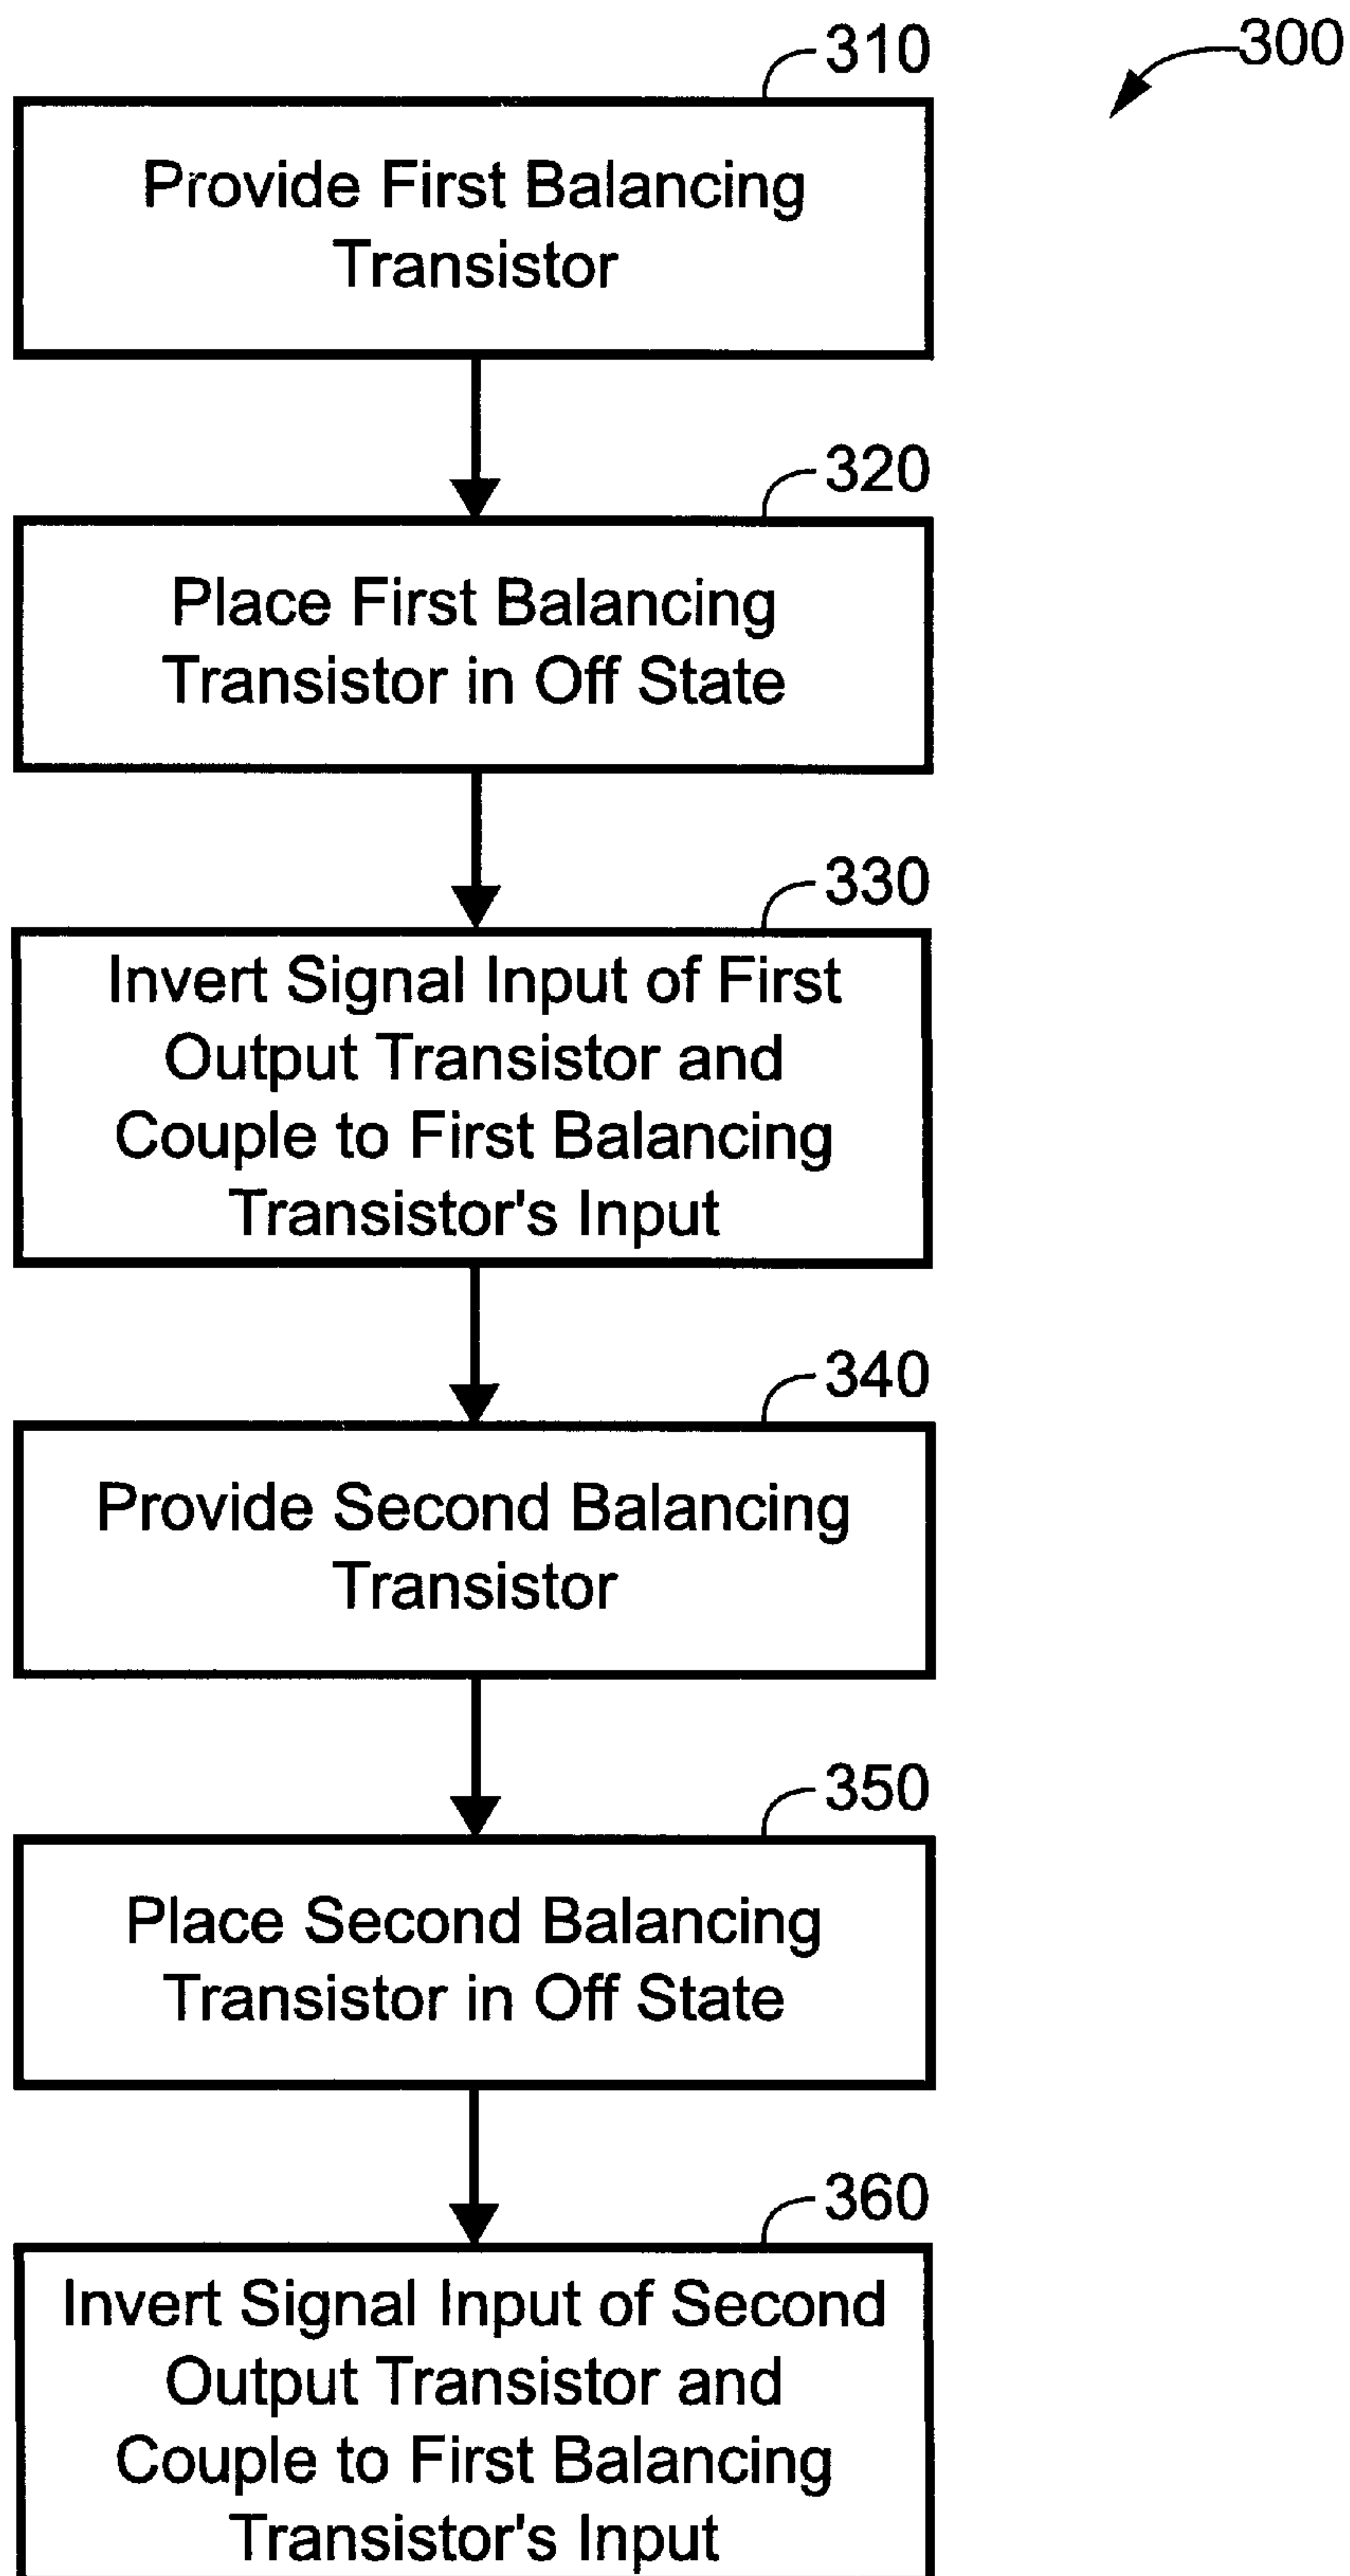 310
300
Provide First Balancing
Transistor
320
Place First Balancing
Transistor in Off State
330
Invert Signal Input of First
Output Transistor and
Couple to First Balancing
Transistor's Input
340
Provide Second Balancing
Transistor
350
Place Second Balancing
Transistor in Off State
360
Invert Signal Input of Second
Output Transistor and
Couple to First Balancing
Transistor's Input